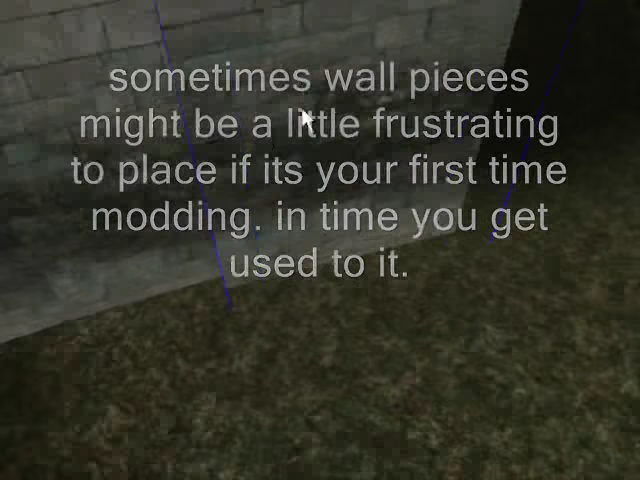 sometimes wall pieces
might be a little frustrating
to place if its your first time
modding. in time you get
used to it.